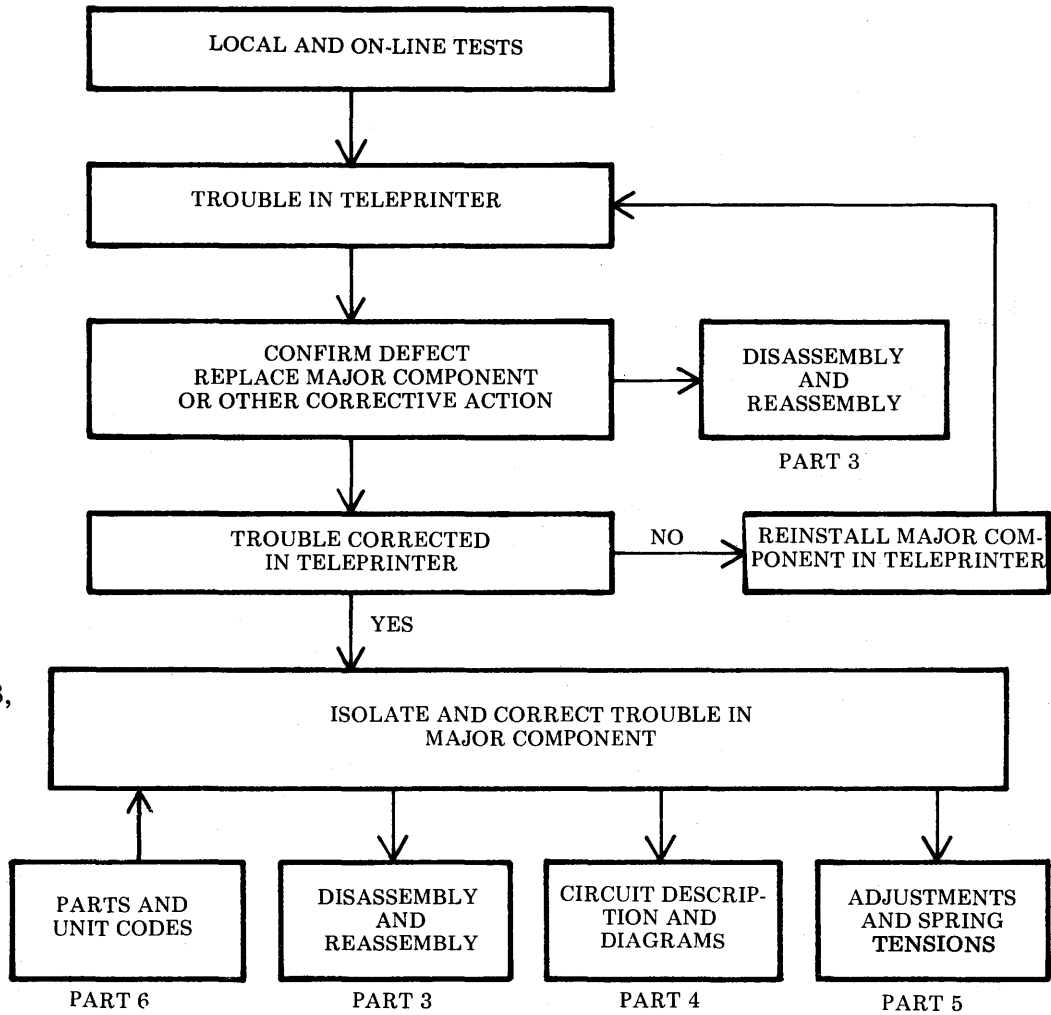 LOCAL AND ON-LINE TESTS
TROUBLE IN TELEPRINTER
CONFIRM DEFECT
REPLACE MAJOR COMPONENT
OR OTHER CORRECTIVE ACTION
DISASSEMBLY
AND
REASSEMBLY
PART 3
TROUBLE CORRECTED
IN TELEPRINTER
NO
REINSTALL MAJOR COM-
PONENT IN TELEPRINTER
YES
ISOLATE AND CORRECT TROUBLE IN
MAJOR COMPONENT
PARTS AND
UNIT CODES
PART 6
DISASSEMBLY
AND
REASSEMBLY
PART 3
CIRCUIT DESCRIP-
TION AND
DIAGRAMS
PART 4
ADJUSTMENTS
AND SPRING
TENSIONS
PART 5